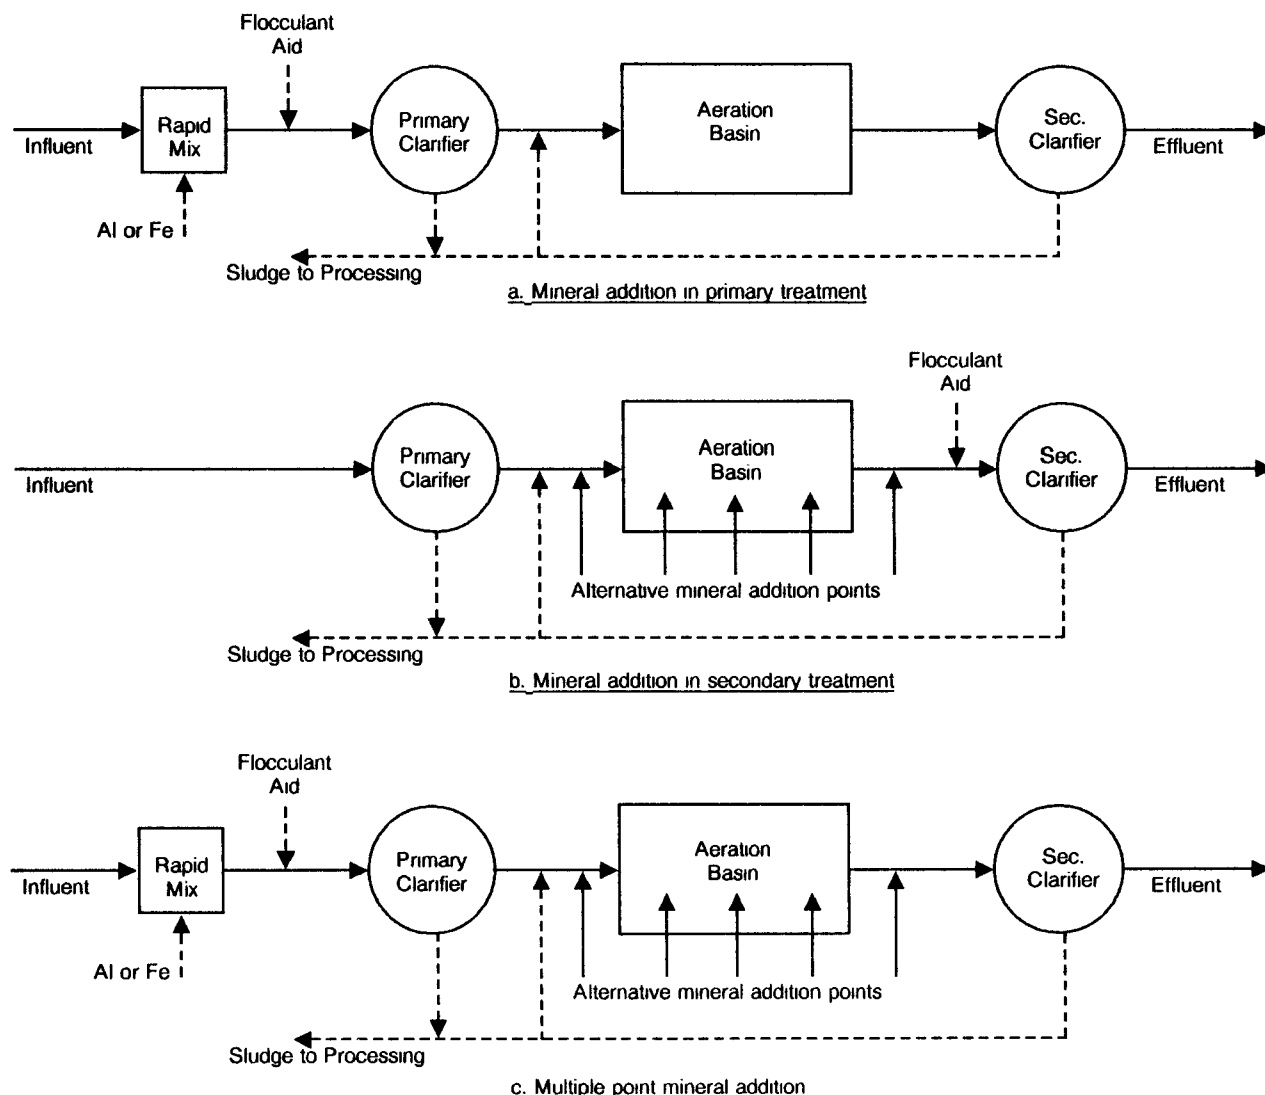 Flocculant
Aid
Influent
Rapid
Mix
Al or Fe
Primary
Clarifier
Aeration
Basin
Sec.
Clarifier
Effluent
Sludge to Processing
a. Mineral addition in primary treatment
Flocculant
Aid
Influent
Primary
Clarifier
Aeration
Basin
Sec.
Clarifier
Effluent
Alternative mineral addition points
Sludge to Processing
b. Mineral addition in secondary treatment
Flocculant
Aid
Influent
Rapid
Mix
Al or Fe
Primary
Clarifier
Aeration
Basin
Sec.
Clarifier
Effluent
Alternative mineral addition points
Sludge to Processing
c. Multiple point mineral addition